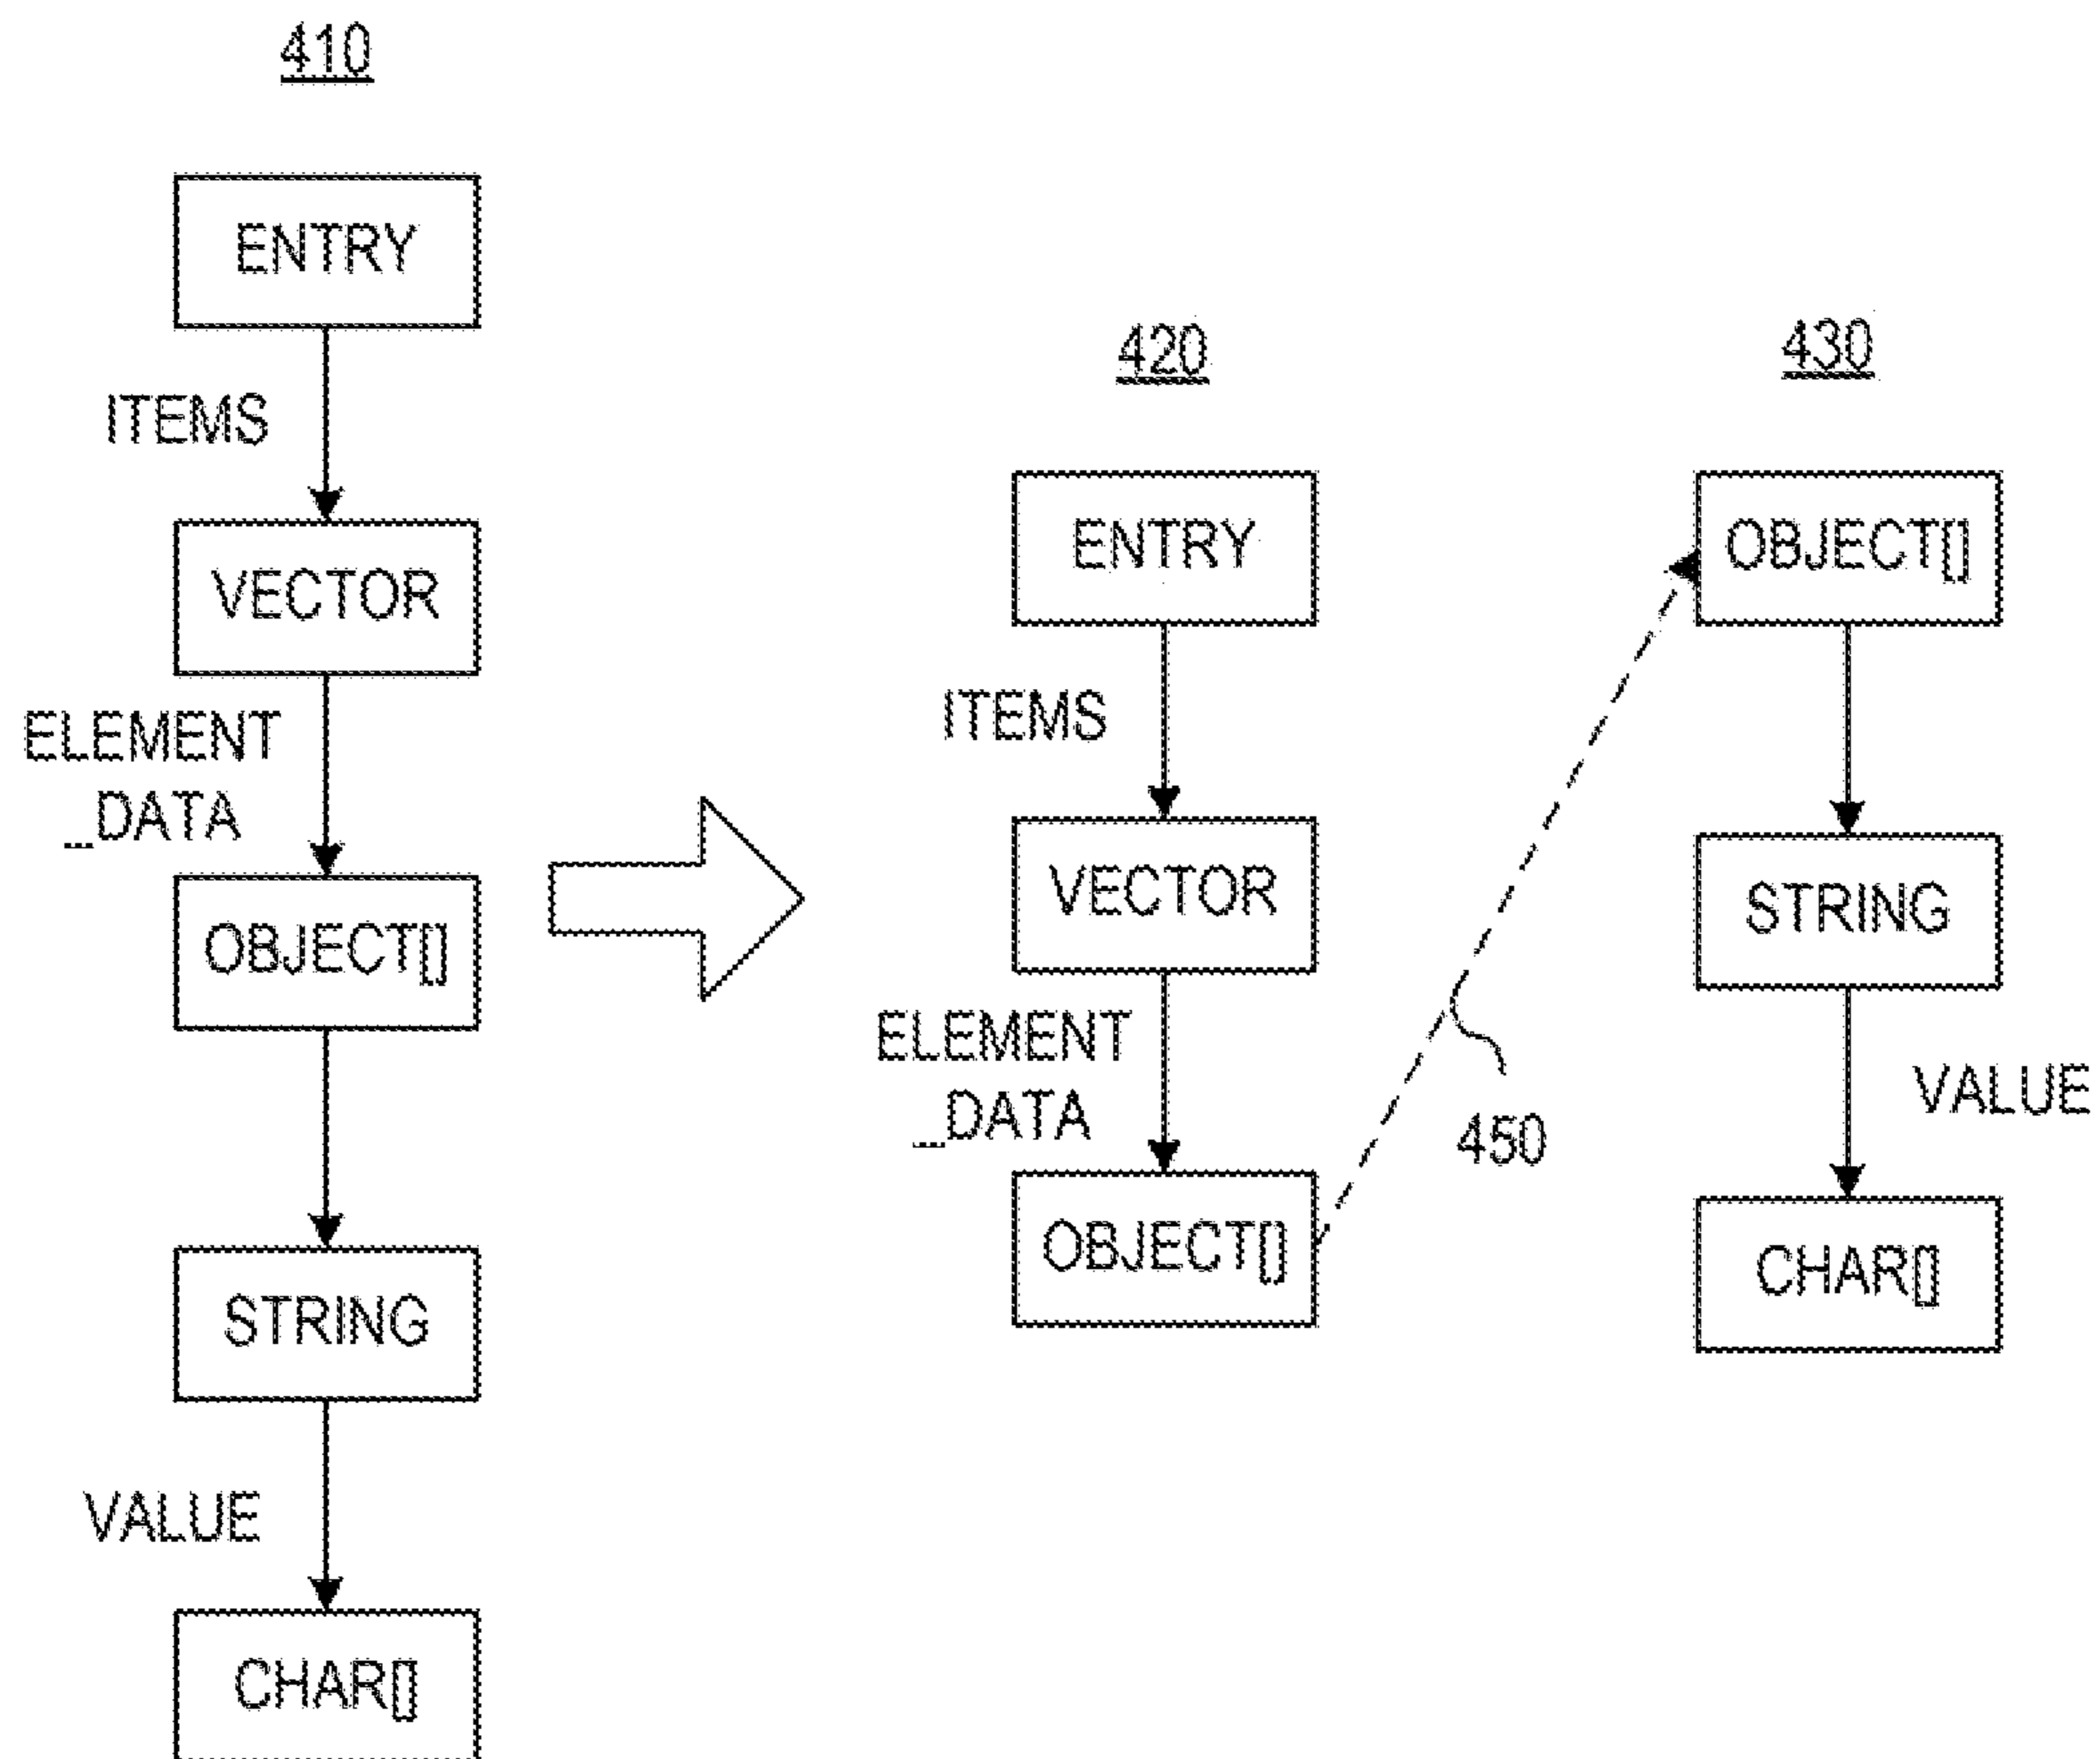 410
ENTRY
ITEMS
VECTOR
ELEMENT
_DATA
OBJECT[]
STRING
VALUE
CHAR[]
420
ENTRY
ITEMS
VECTOR
ELEMENT
_DATA
OBJECT[]
450
430
OBJECT[]
STRING
VALUE
CHAR[]